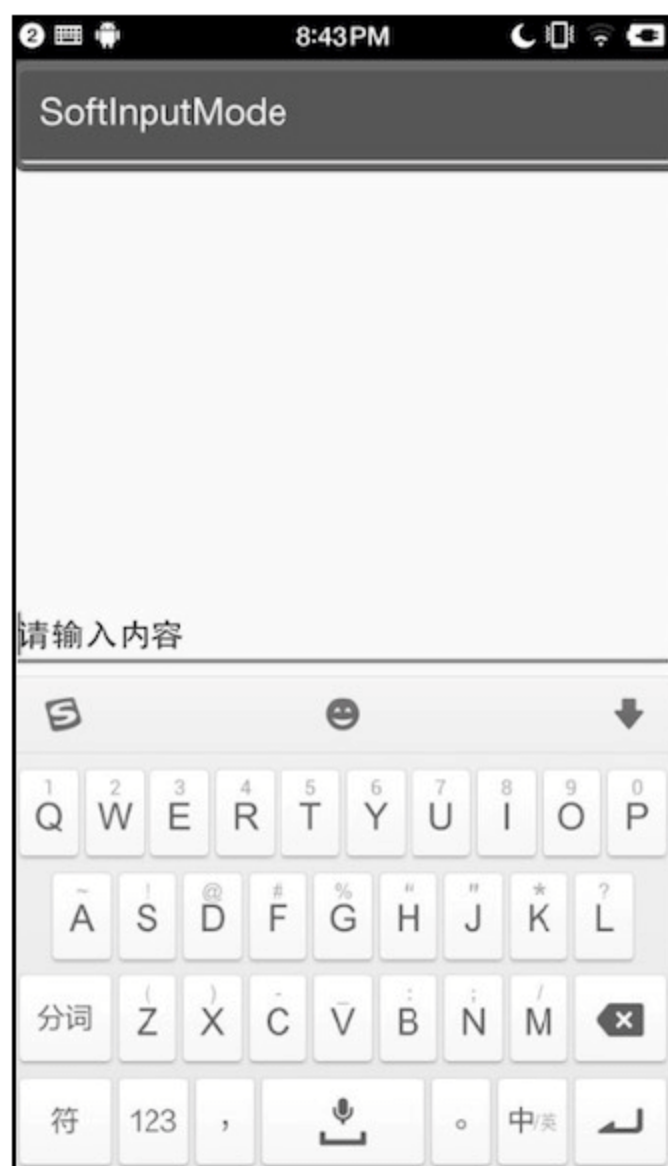 2 8:43PM
SoftInputMode
请输入内容
S
1 2 3 4 5 6 7 8 9 0
Q W E R T Y U I O P
~ ! @ # % “ ” * ?
A S D F G H J K L
( ) - _ : ; /
分词 Z X C V B N M
符 123 ， 。 中/英